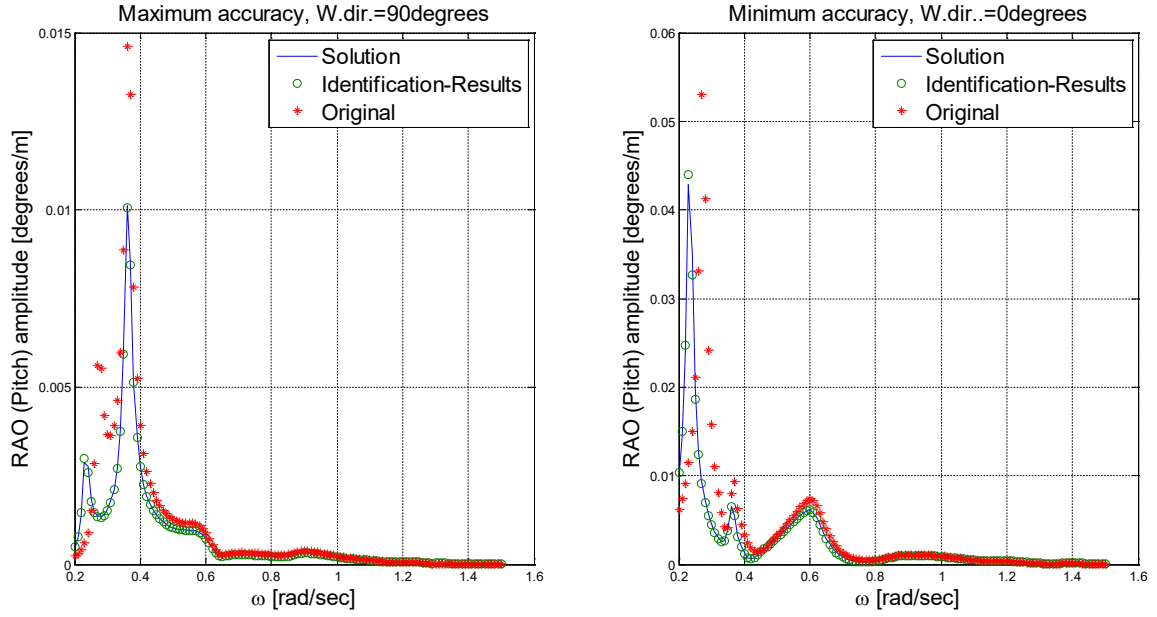 Maximum accuracy, W.dir.=90degrees
0.015
0.01
0.005
0
0.2
0.4
0.6
0.8
1
1.2
1.4
1.6
RAO (Pitch) amplitude [degrees/m]
ω [rad/sec]
Solution
Identification-Results
Original
Minimum accuracy, W.dir..=0degrees
0.06
0.05
0.04
0.03
0.02
0.01
0
0.2
0.4
0.6
0.8
1
1.2
1.4
1.6
RAO (Pitch) amplitude [degrees/m]
ω [rad/sec]
Solution
Identification-Results
Original